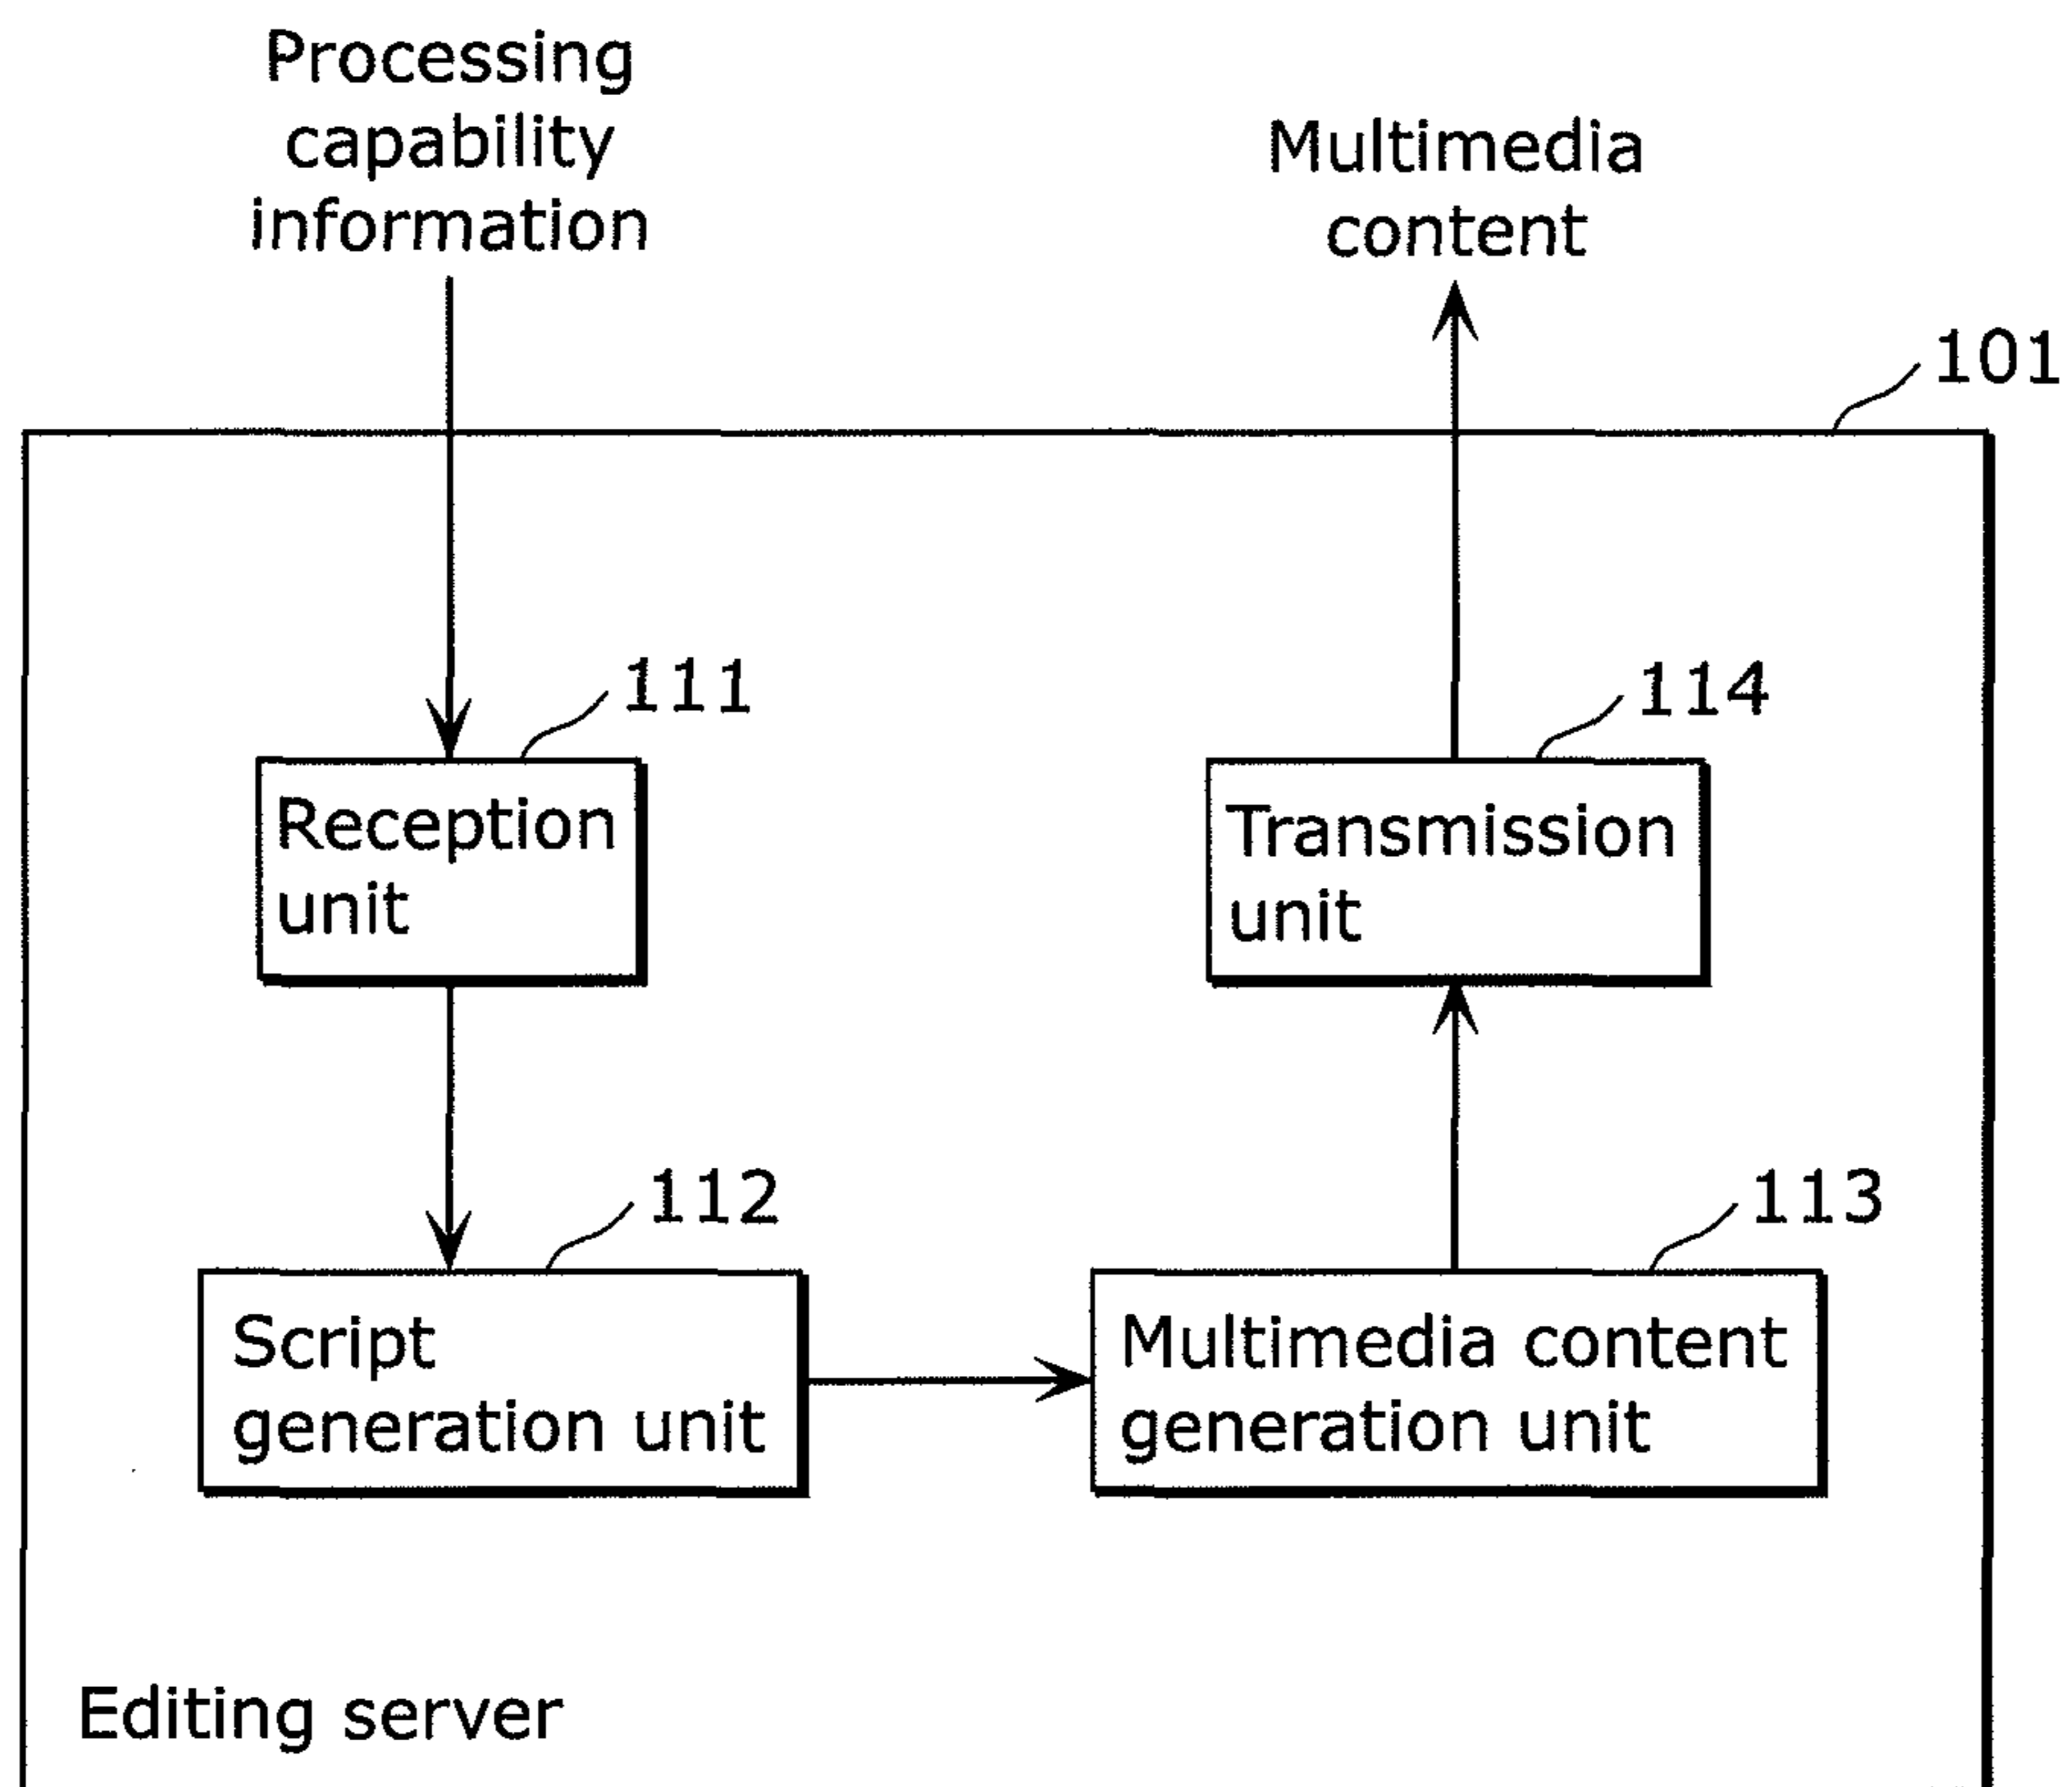 Processing
capability
information
Multimedia
content
101
111
Reception
unit
114
Transmission
unit
112
Script
generation unit
113
Multimedia content
generation unit
Editing server